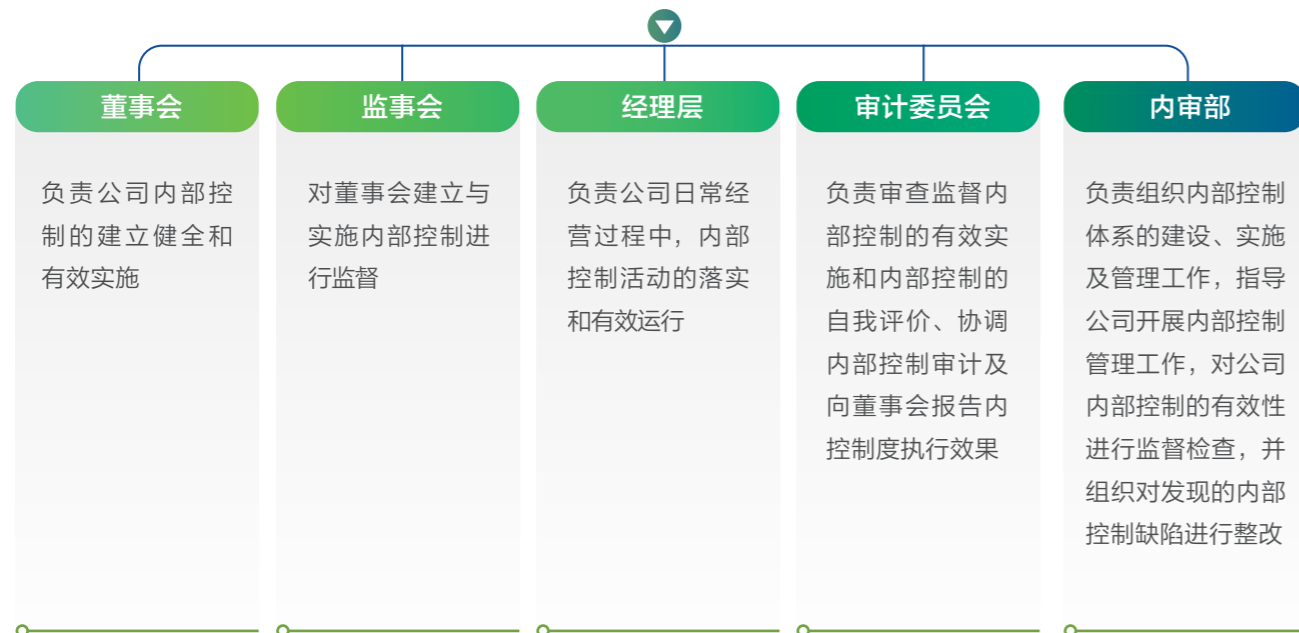 董事会
负责公司内部控
制的建立健全和
有效实施
监事会
对董事会建立与
实施内部控制进
行监督
经理层
负责公司日常经
营过程中，内部
控制活动的落实
和有效运行
审计委员会
负责审查监督内
部控制的有效实
施和内部控制的
自我评价、协调
内部控制审计及
向董事会报告内
控制度执行效果
内审部
负责组织内部控制
体系的建设、实施
及管理工作，指导
公司开展内部控制
管理工作，对公司
内部控制的有效性
进行监督检查，并
组织对发现的内部
控制缺陷进行整改